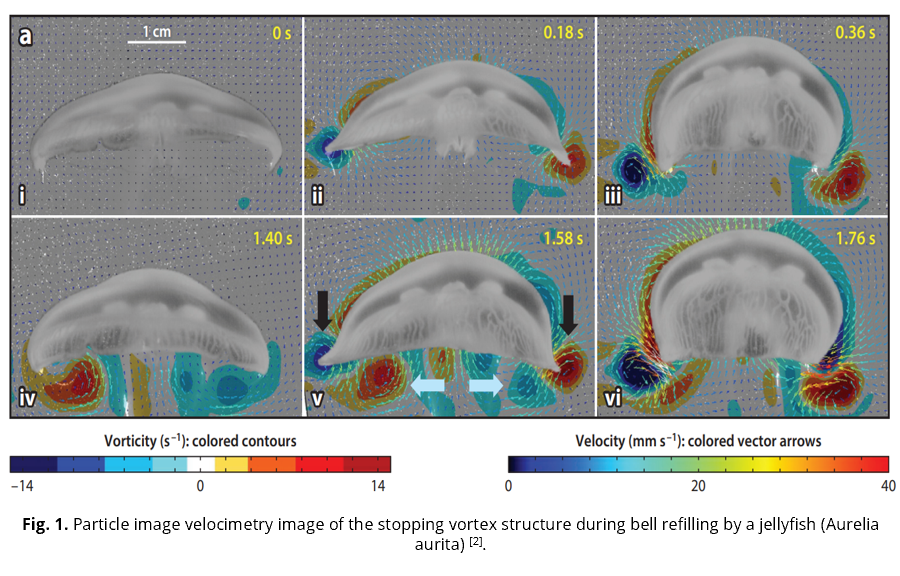 a
1 cm
0 s
0.18 s
0.36 s
i
ii
iii
1.40 s
1.58 s
1.76 s
iv
v
vi
Vorticity (s⁻¹): colored contours
Velocity (mm s⁻¹): colored vector arrows
−14
0
14
0
20
40
Fig. 1. Particle image velocimetry image of the stopping vortex structure during bell refilling by a jellyfish (Aurelia
aurita) [2].